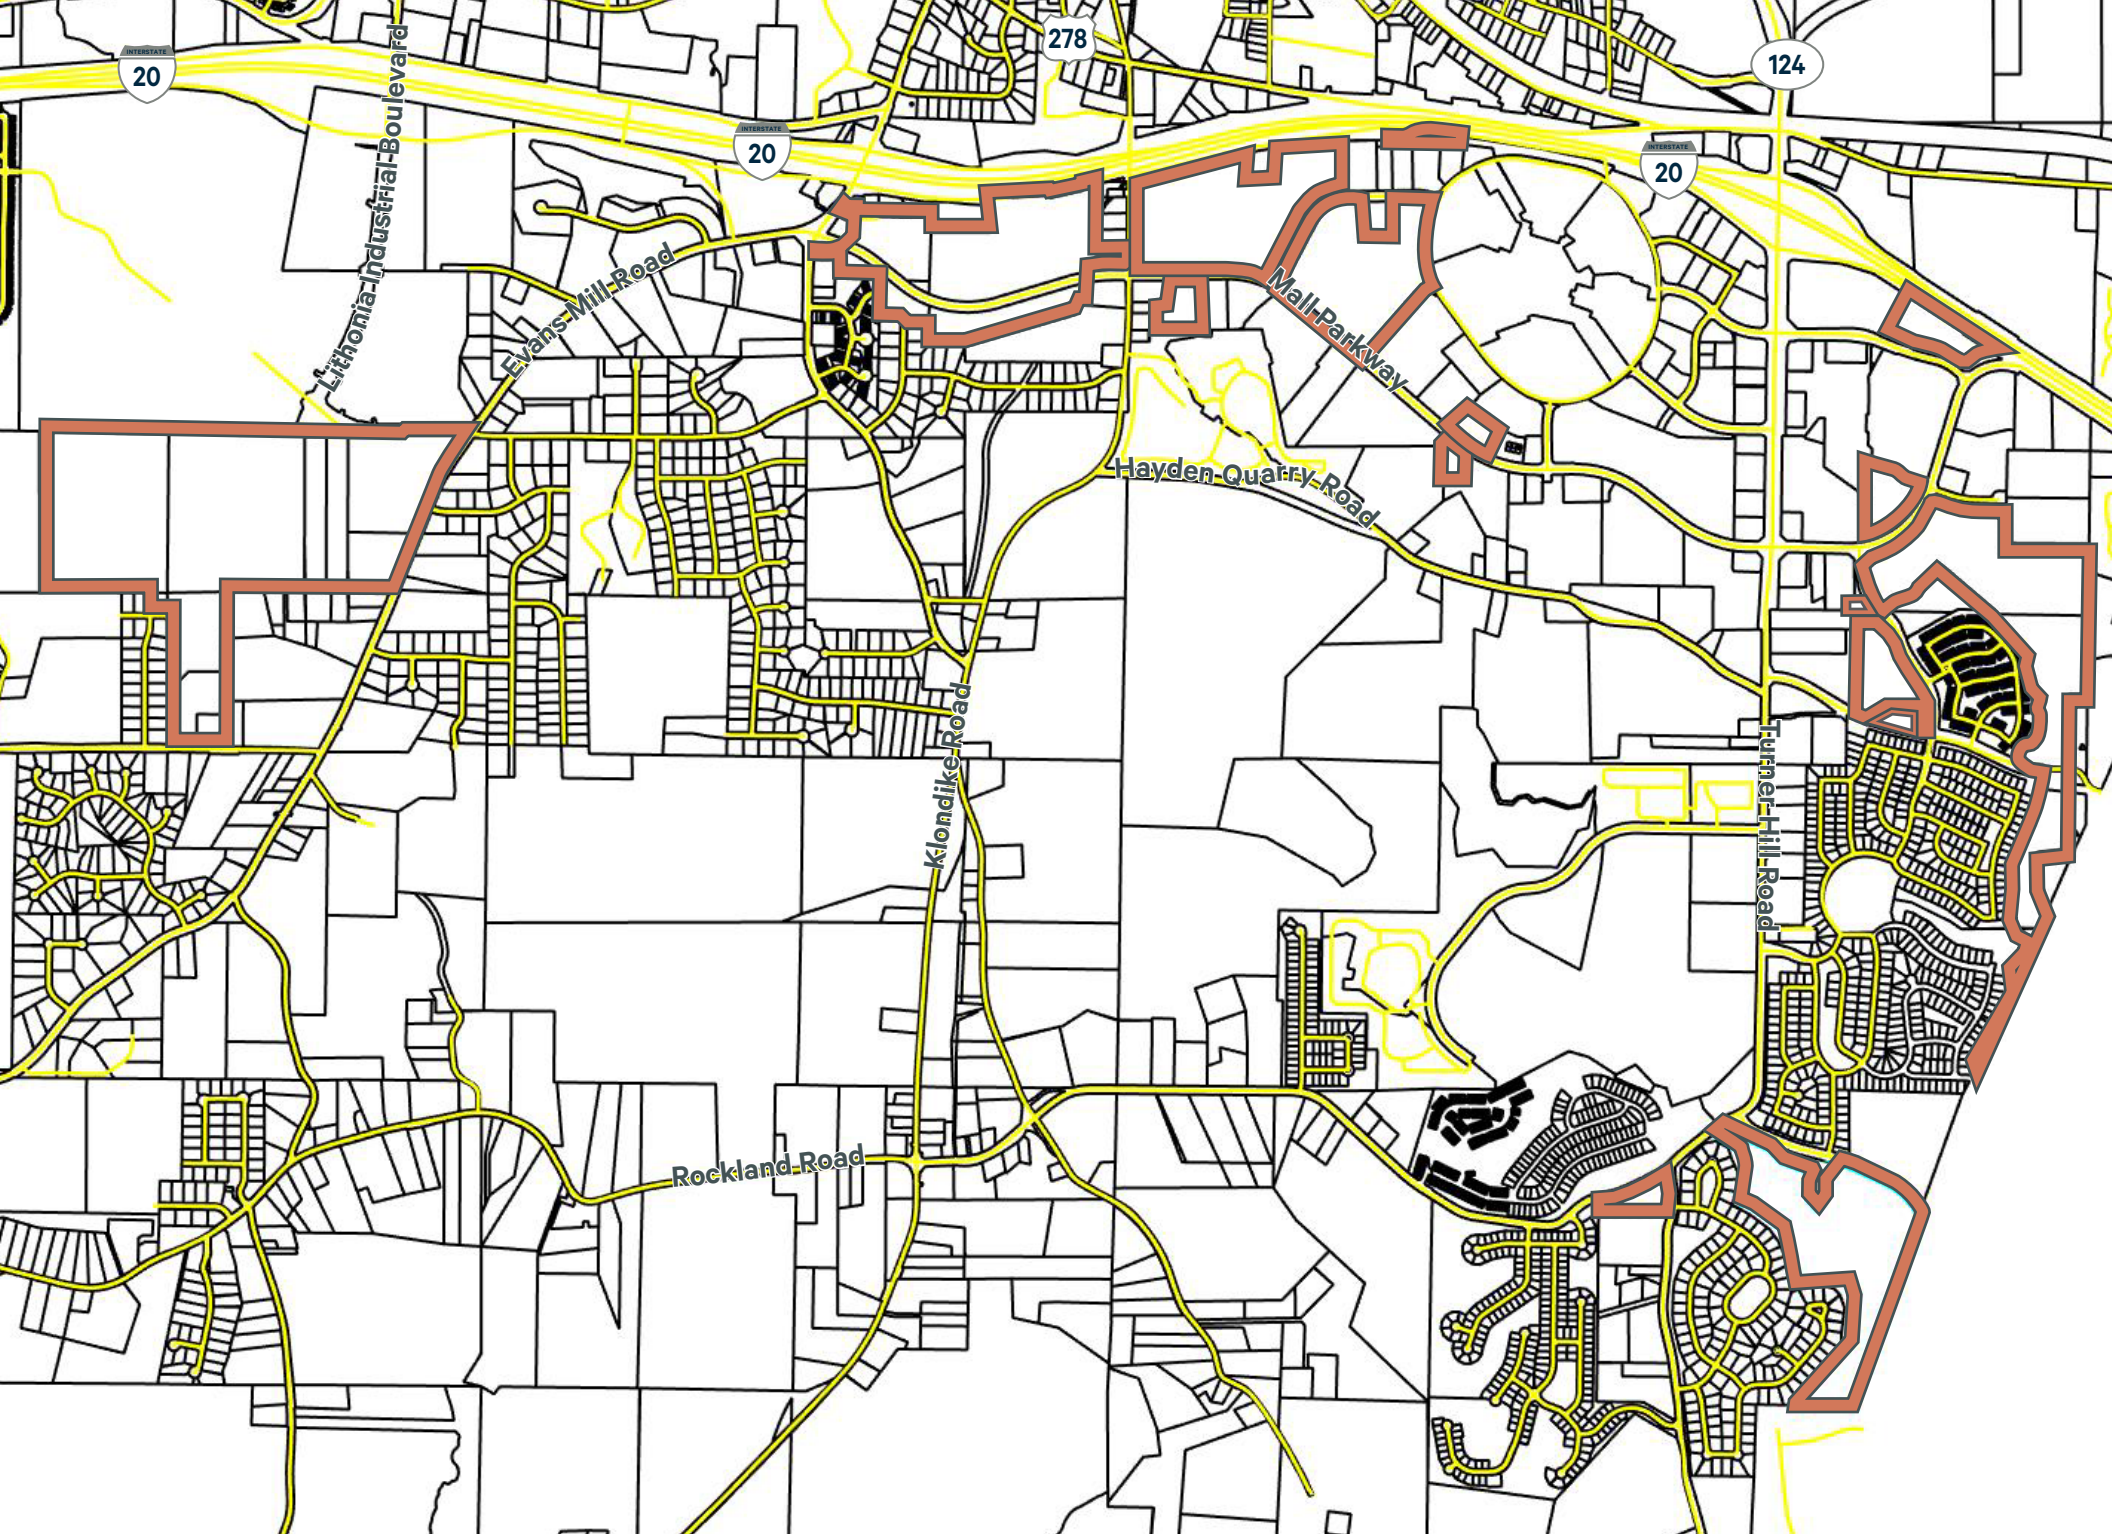 278
INTERSTATE
20
124
Lithonia Industrial Boulevard
INTERSTATE
20
INTERSTATE
20
Evans Mill Road
Mall Parkway
Hayden Quarry Road
Klondike Road
Turner Hill Road
Rockland Road